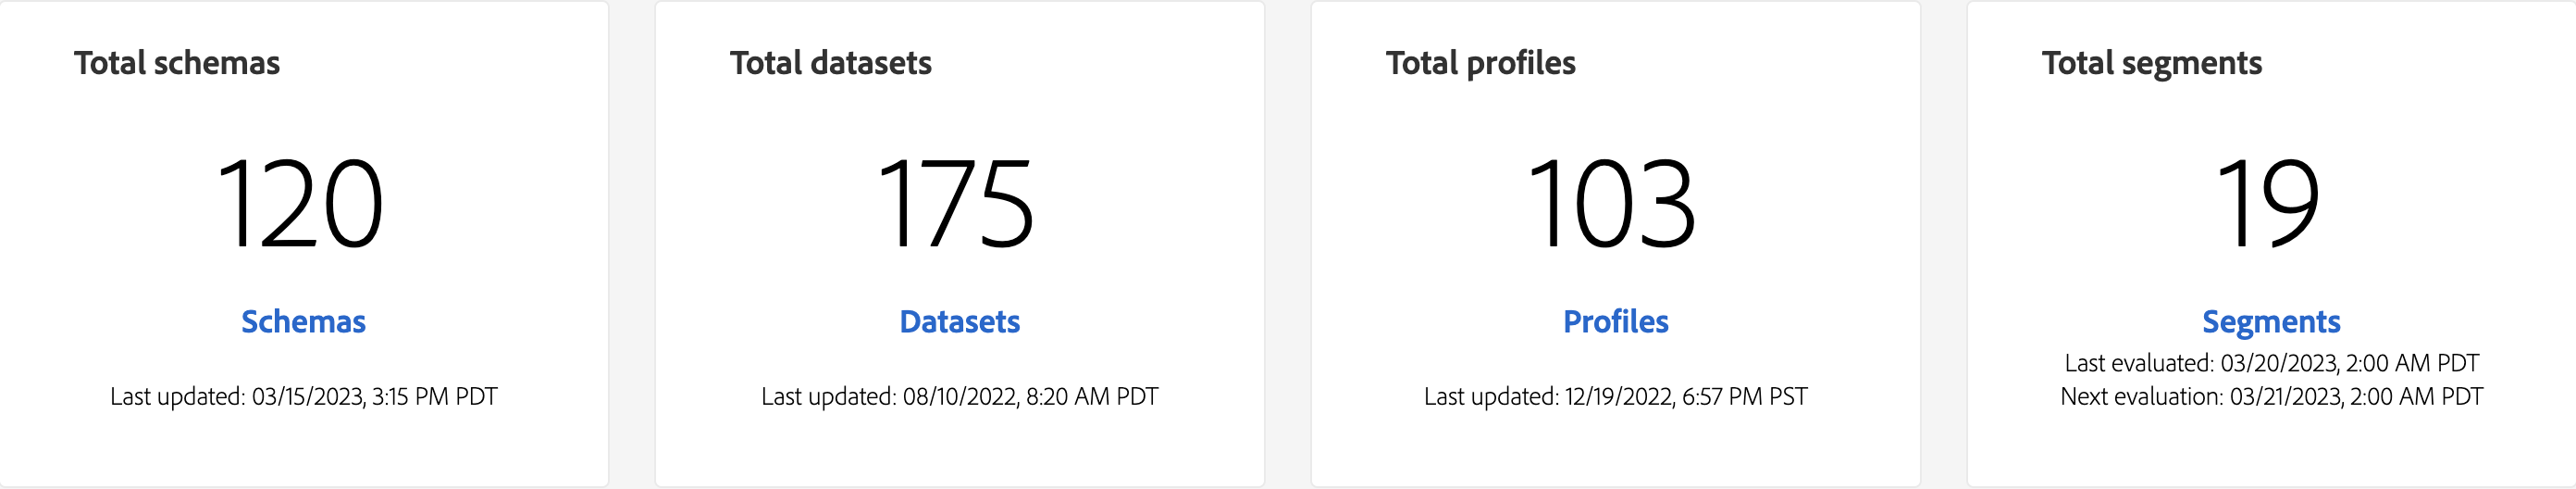 Total schemas
120
Schemas
Last updated: 03/15/2023, 3:15 PM PDT
Total datasets
175
Datasets
Last updated: 08/10/2022, 8:20 AM PDT
Total profiles
103
Profiles
Last updated: 12/19/2022, 6:57 PM PST
Total segments
19
Segments
Last evaluated: 03/20/2023, 2:00 AM PDT
Next evaluation: 03/21/2023, 2:00 AM PDT